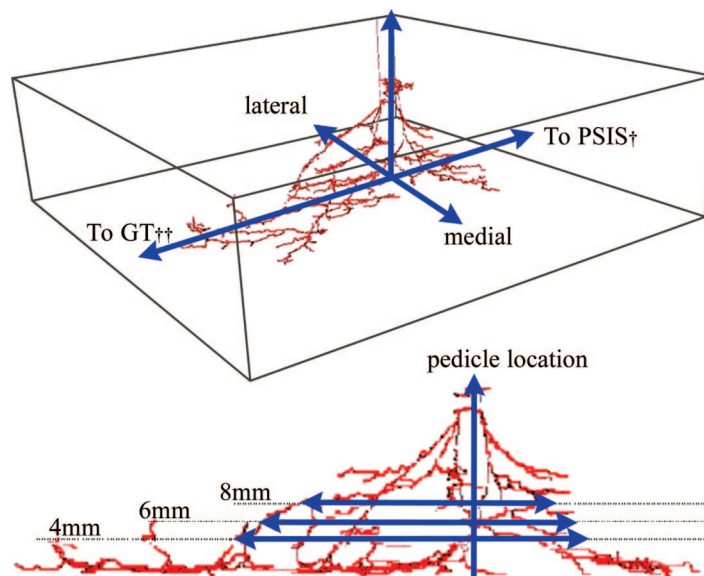 lateral
To PSIS†
To GT††
medial
pedicle location
8mm
6mm
4mm